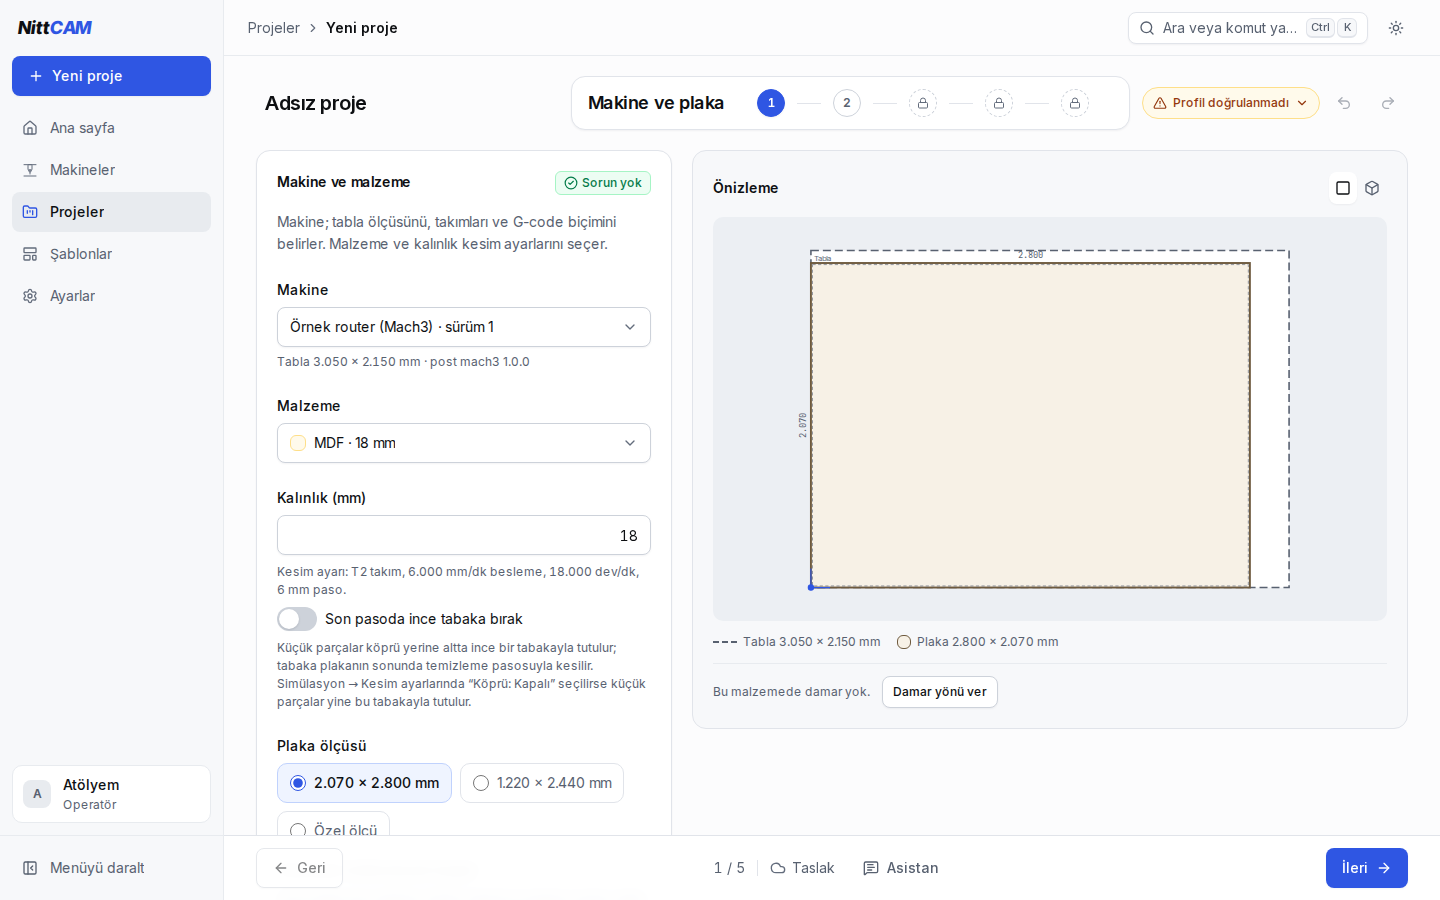 NittCAM
Yeni proje
Ana sayfa
Makineler
Projeler
Şablonlar
Ayarlar
A
Atölyem
Operatör
Menüyü daralt
Projeler > Yeni proje
Ara veya komut ya... Ctrl K
Adsız proje
Makine ve plaka 1 2
Profil doğrulanmadı
Makine ve malzeme
Sorun yok
Makine; tabla ölçüsünü, takımları ve G-code biçimini
belirler. Malzeme ve kalınlık kesim ayarlarını seçer.
Makine
Örnek router (Mach3) · sürüm 1
Tabla 3.050 × 2.150 mm · post mach3 1.0.0
Malzeme
MDF · 18 mm
Kalınlık (mm)
18
Kesim ayarı: T2 takım, 6.000 mm/dk besleme, 18.000 dev/dk,
6 mm paso.
Son pasoda ince tabaka bırak
Küçük parçalar köprü yerine altta ince bir tabakayla tutulur;
tabaka plakanın sonunda temizleme pasosuyla kesilir.
Simülasyon → Kesim ayarlarında “Köprü: Kapalı” seçilirse küçük
parçalar yine bu tabakayla tutulur.
Plaka ölçüsü
2.070 × 2.800 mm
1.220 × 2.440 mm
Özel ölçü
Önizleme
Tabla
2.800
2.070
Tabla 3.050 × 2.150 mm
Plaka 2.800 × 2.070 mm
Bu malzemede damar yok.
Damar yönü ver
Geri
1 / 5
Taslak
Asistan
İleri